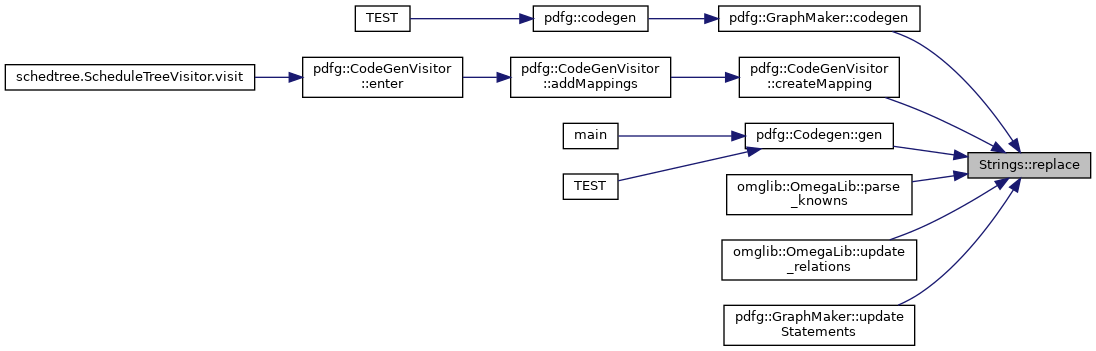 TEST
pdfg::codegen
pdfg::GraphMaker::codegen
schedtree.ScheduleTreeVisitor.visit
pdfg::CodeGenVisitor
::enter
pdfg::CodeGenVisitor
::addMappings
pdfg::CodeGenVisitor
::createMapping
main
pdfg::Codegen::gen
Strings::replace
TEST
omglib::OmegaLib::parse
_knowns
omglib::OmegaLib::update
_relations
pdfg::GraphMaker::update
Statements